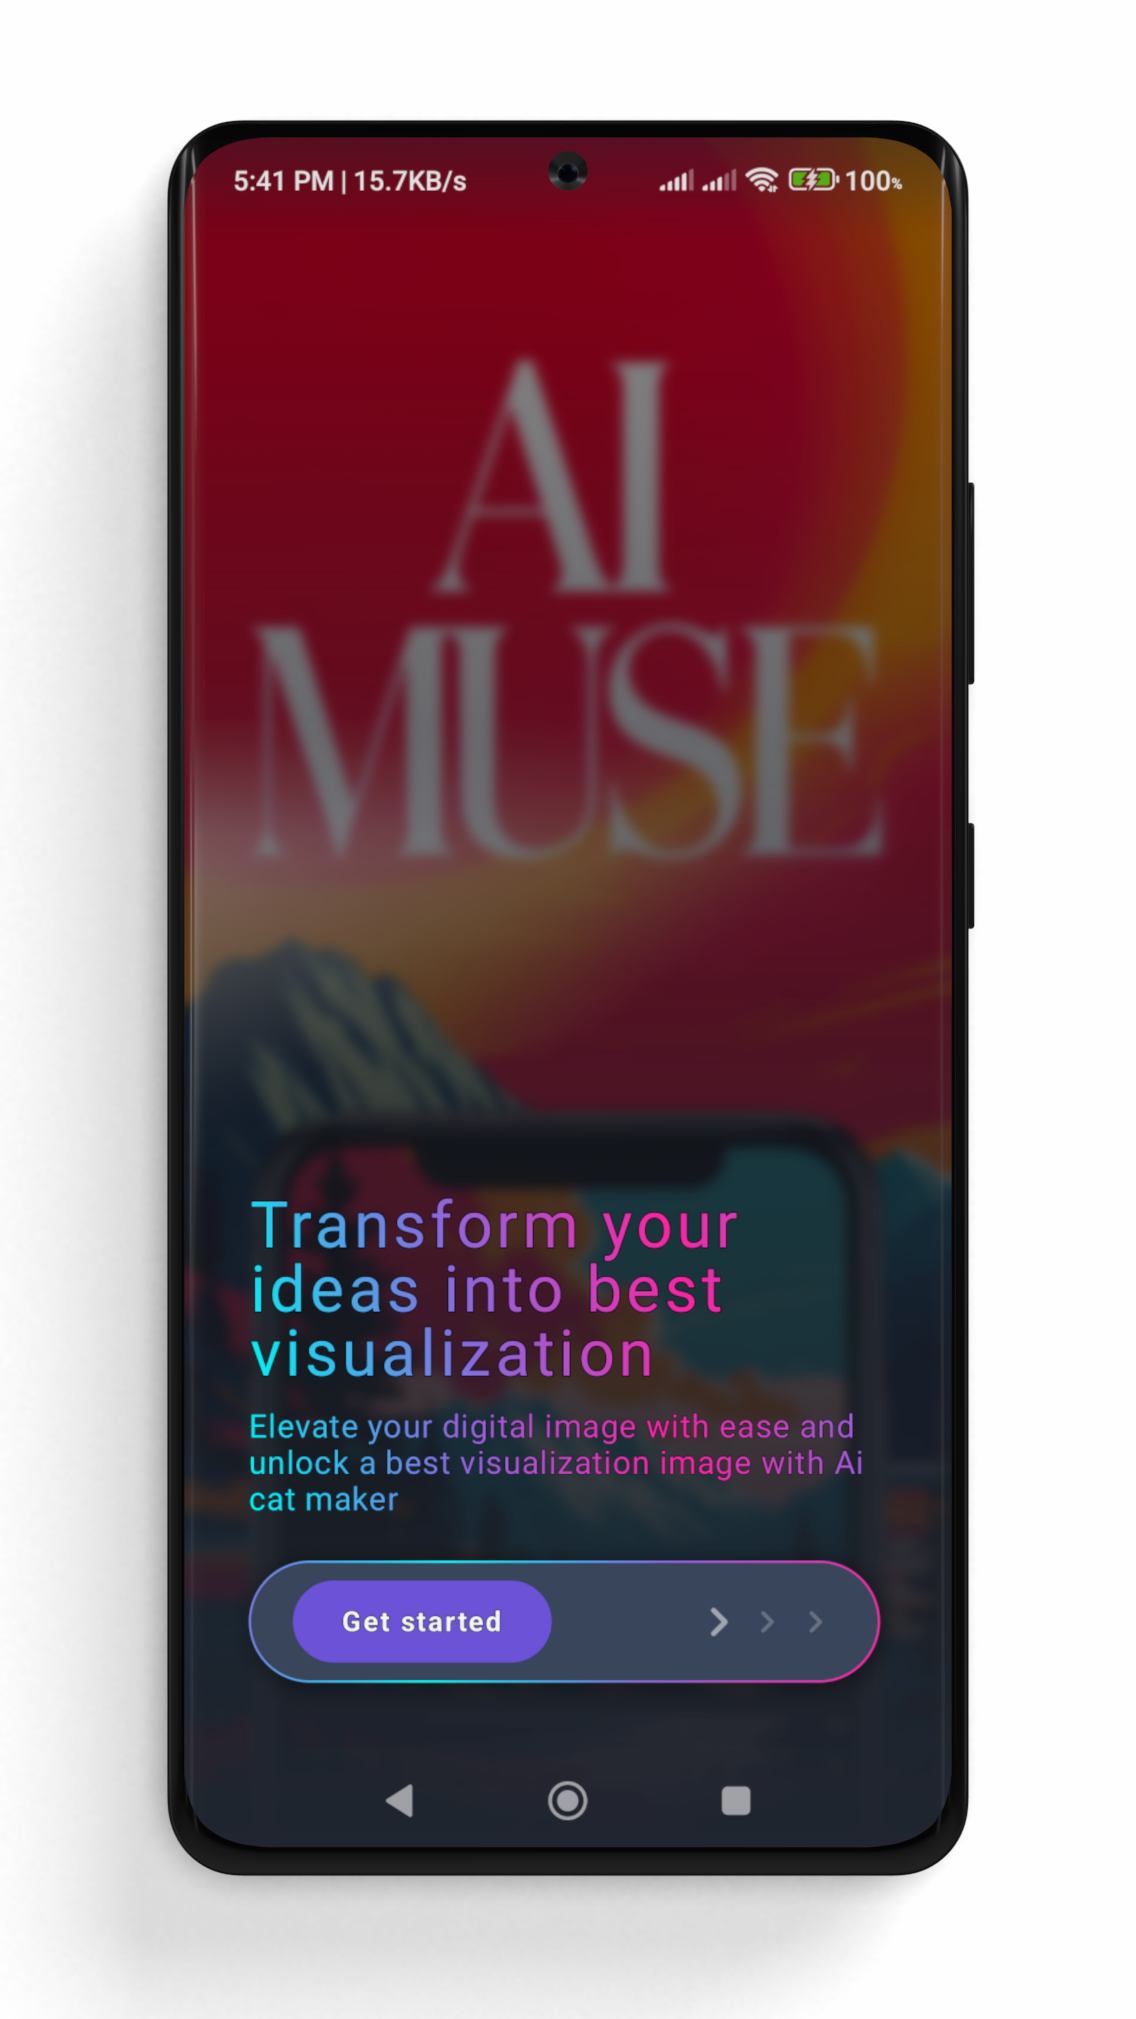 5:41 PM | 15.7KB/s 100%
AI
MUSE
Transform your
ideas into best
visualization
Elevate your digital image with ease and
unlock a best visualization image with Ai
cat maker
Get started